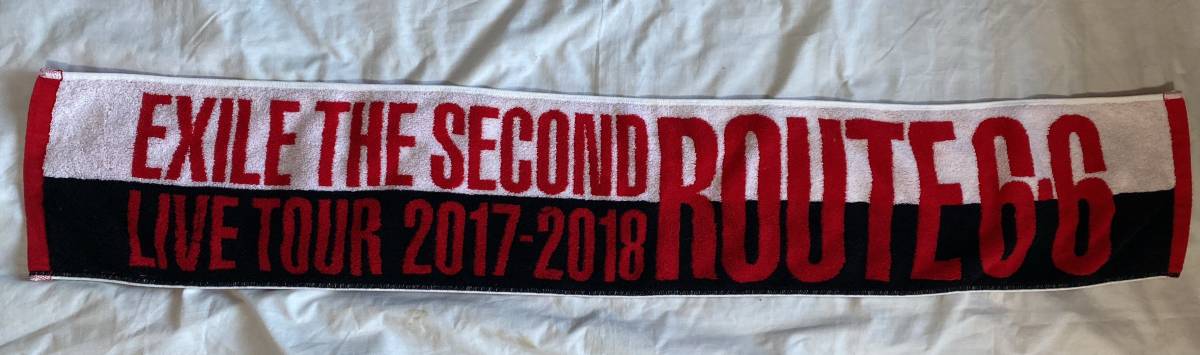 EXILE THE SECOND
LIVE TOUR 2017-2018
ROUTE 6·6